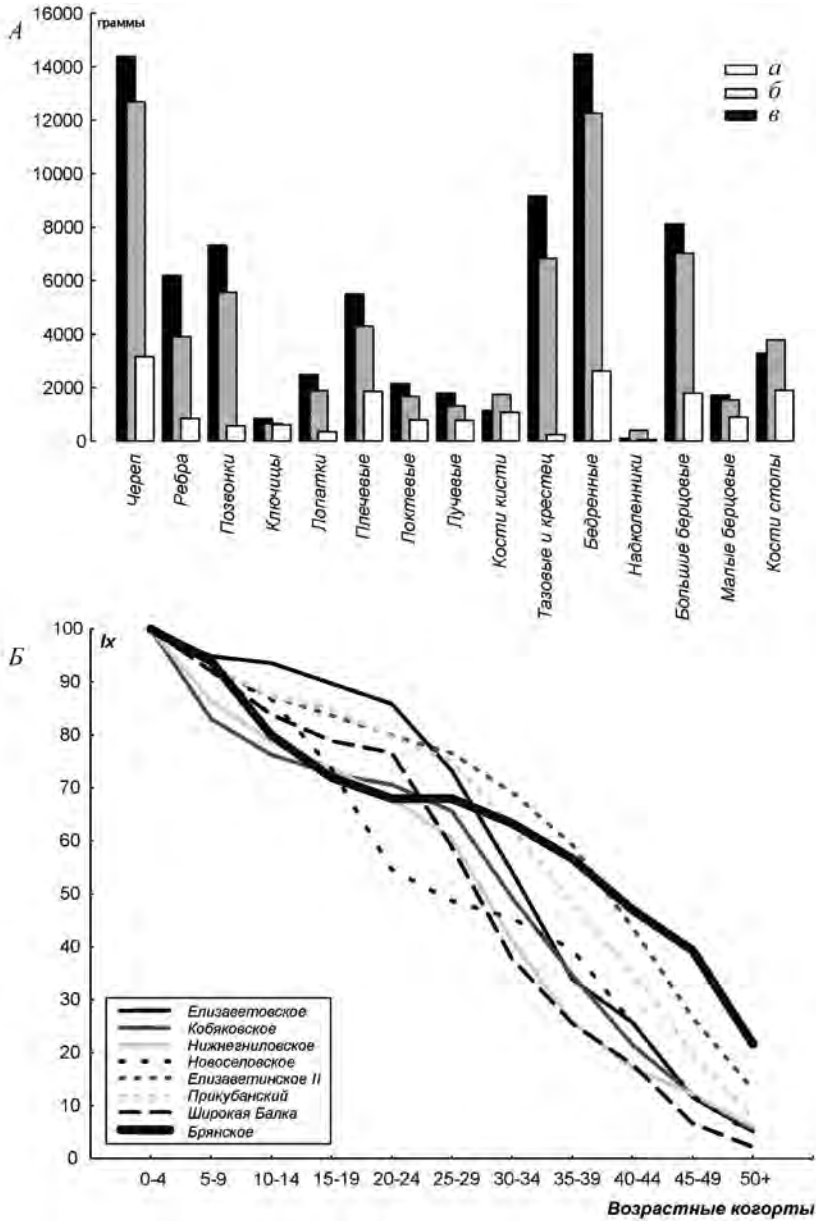 А
граммы
16000
14000
12000
10000
8000
6000
4000
2000
0
а
б
в
Череп
Ребра
Позвонки
Ключицы
Лопатки
Плечевые
Локтевые
Лучевые
Кости кисти
Тазовые и крестец
Бедренные
Надколенники
Большие берцовые
Малые берцовые
Кости стопы
Б
lx
100
90
80
70
60
50
40
30
20
10
0
Елизаветовское
Кобяковское
Нижнегниловское
Новоселовское
Елизаветинское II
Прикубанский
Широкая Балка
Брянское
0-4 5-9 10-14 15-19 20-24 25-29 30-34 35-39 40-44 45-49 50+
Возрастные когорты